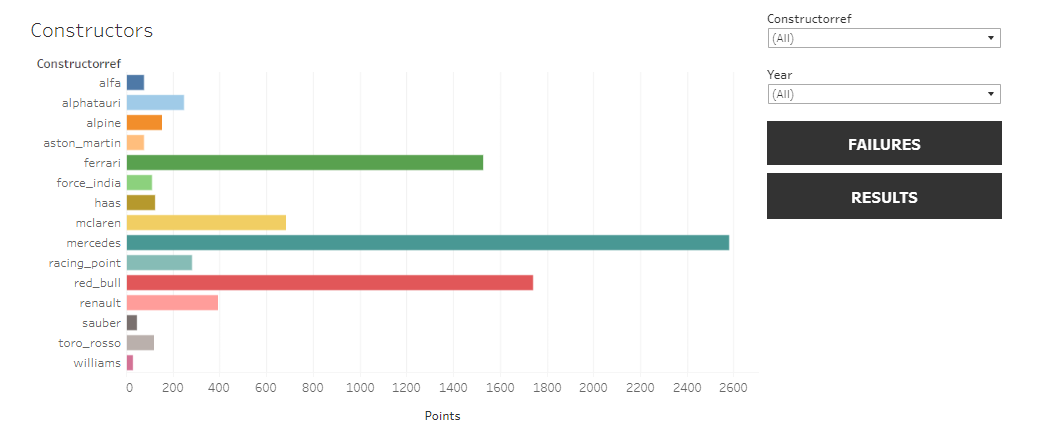 Constructors
Constructorref
alfa
alphatauri
alpine
aston_martin
ferrari
force_india
haas
mclaren
mercedes
racing_point
red_bull
renault
sauber
toro_rosso
williams
0 200 400 600 800 1000 1200 1400 1600 1800 2000 2200 2400 2600
Points
Constructorref
(All)
Year
(All)
FAILURES
RESULTS